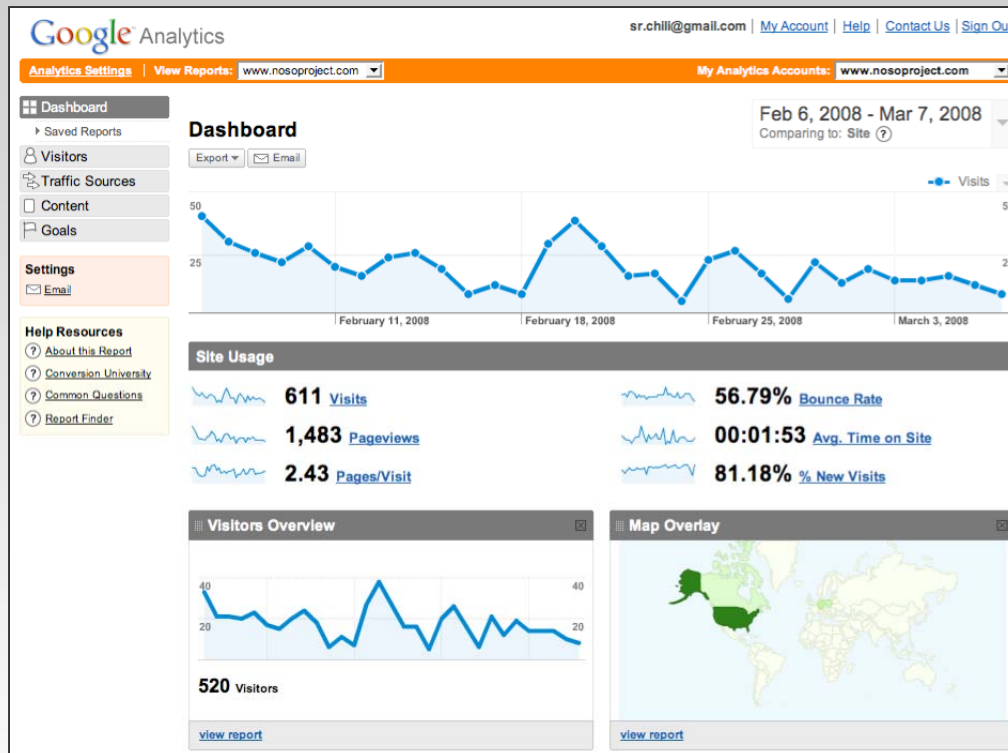 Google Analytics
sr.chili@gmail.com | My Account | Help | Contact Us | Sign Ou
Analytics Settings | View Reports: www.nosoproject.com
My Analytics Accounts: www.nosoproject.com
Dashboard
Saved Reports
Visitors
Traffic Sources
Content
Goals
Settings
Email
Help Resources
About this Report
Conversion University
Common Questions
Report Finder
Dashboard
Export
Email
Feb 6, 2008 - Mar 7, 2008
Comparing to: Site ?
Visits
50
5
25
2
February 11, 2008
February 18, 2008
February 25, 2008
March 3, 2008
Site Usage
611 Visits
56.79% Bounce Rate
1,483 Pageviews
00:01:53 Avg. Time on Site
2.43 Pages/Visit
81.18% % New Visits
Visitors Overview
40
40
20
20
520 Visitors
view report
Map Overlay
view report